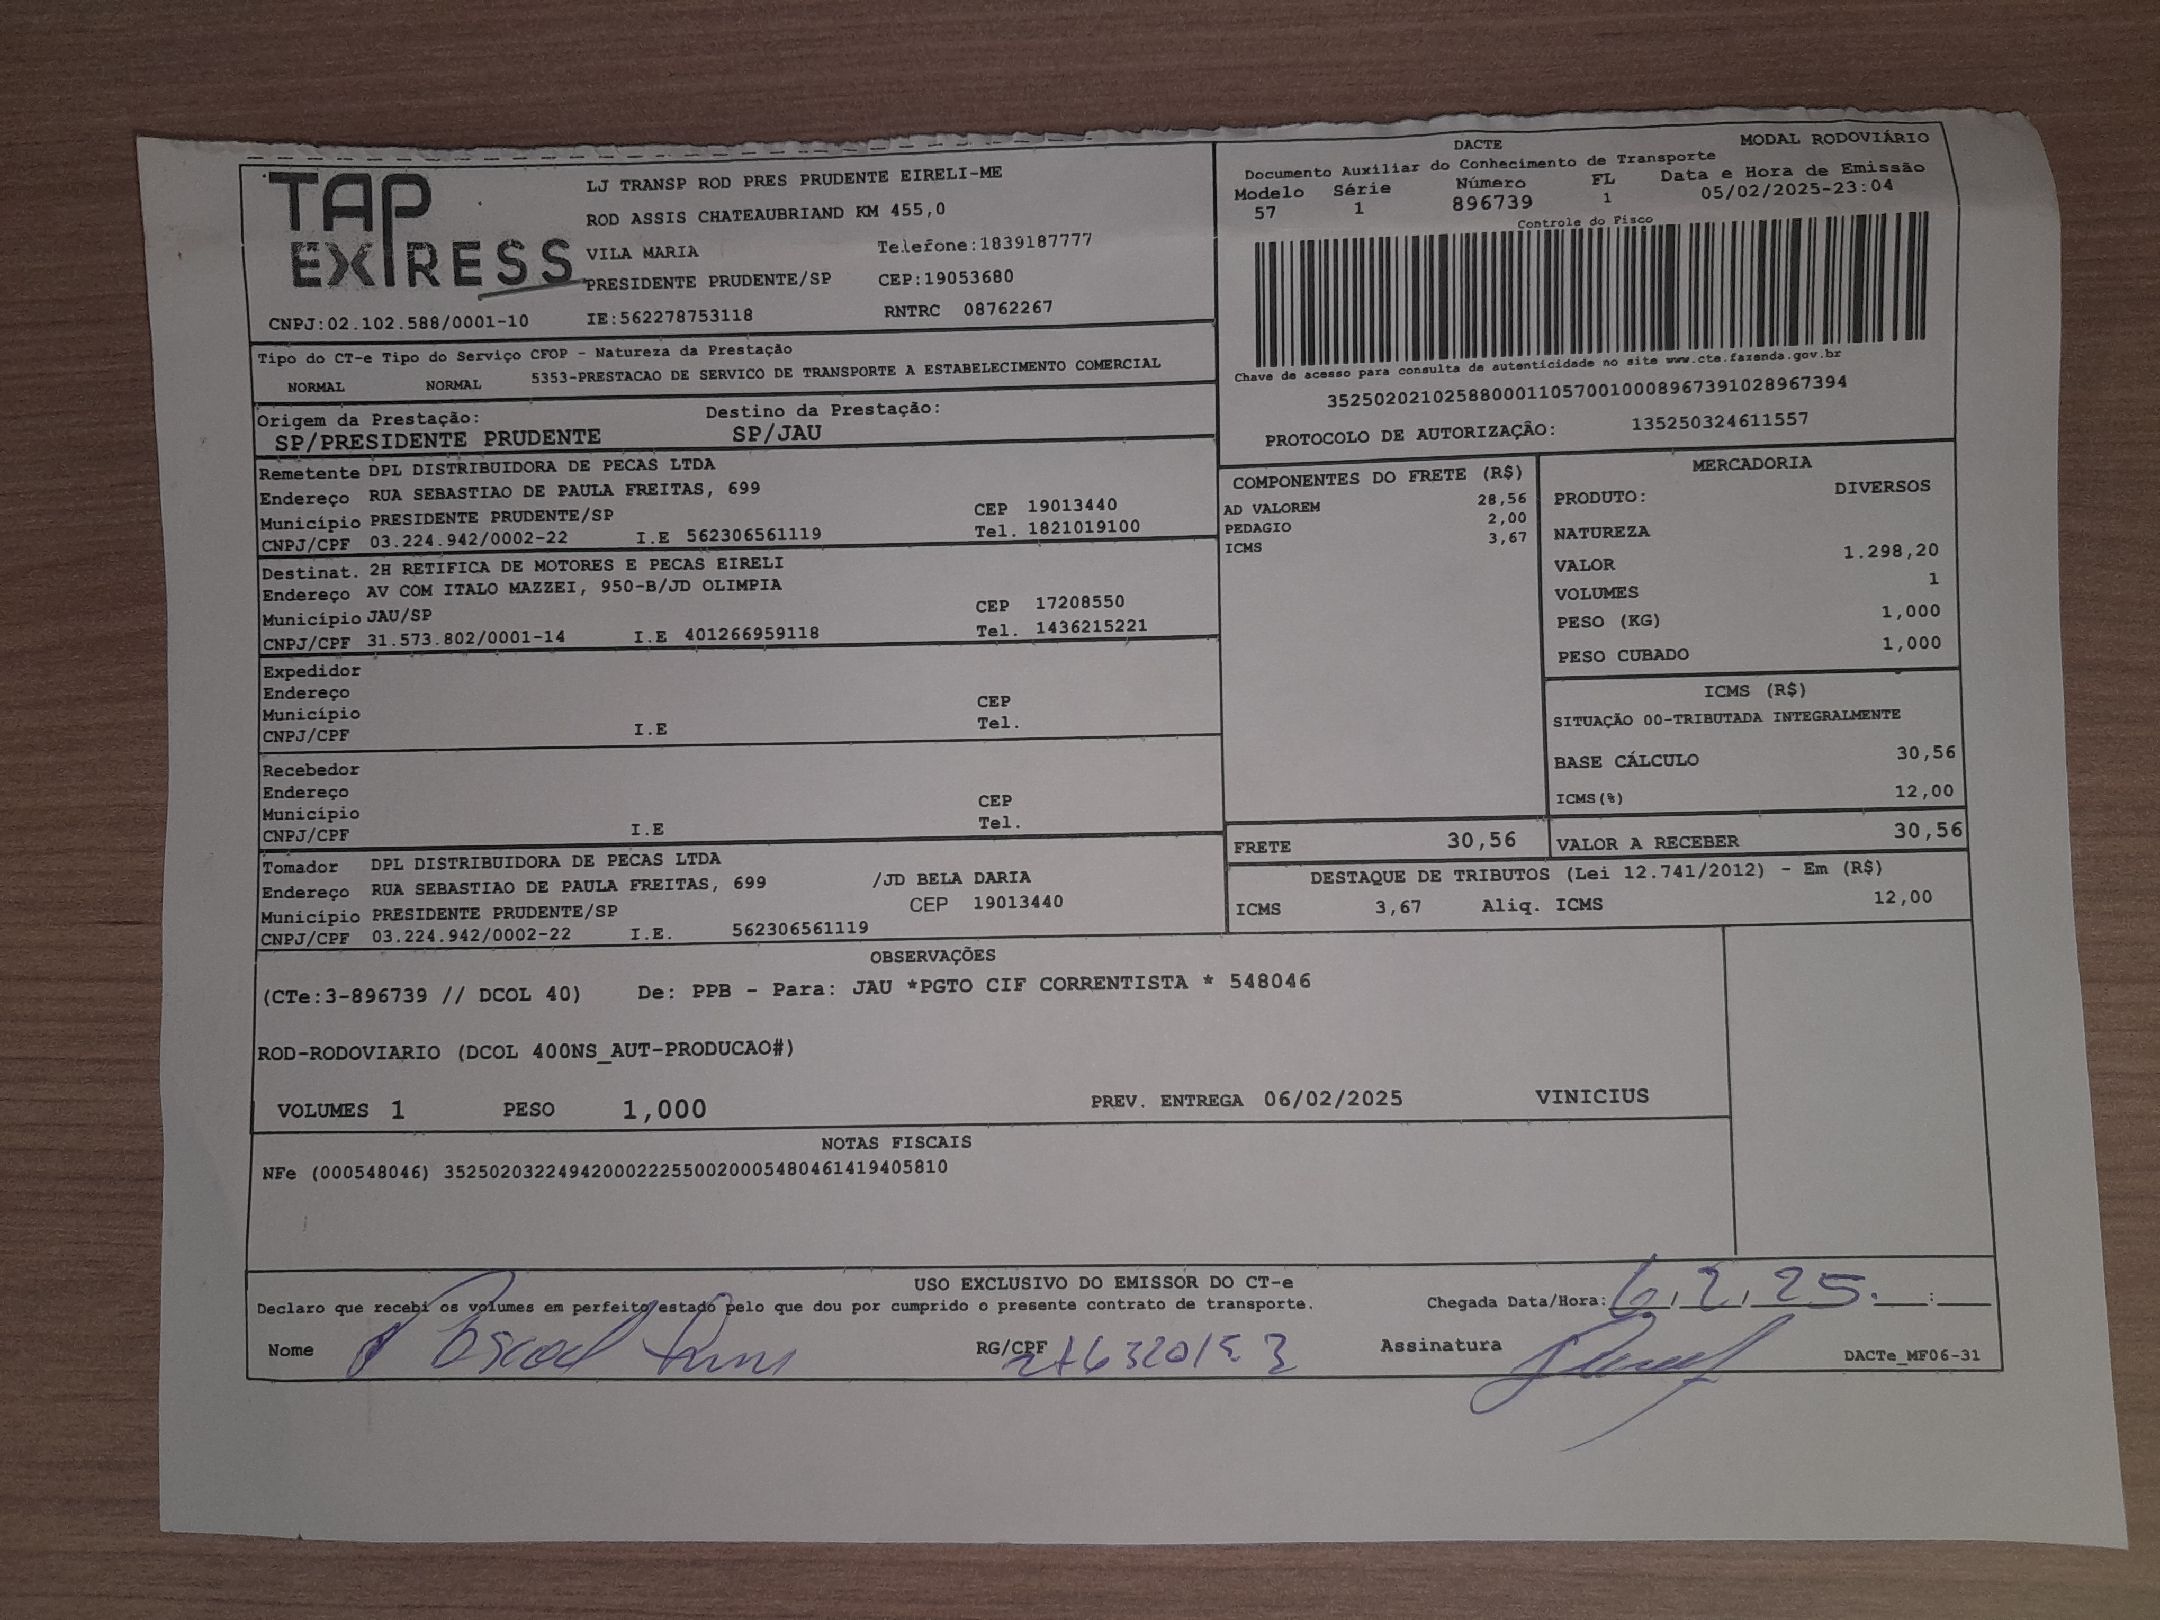 TAP
EXPRESS
LJ TRANSP ROD PRES PRUDENTE EIRELI-ME
ROD ASSIS CHATEAUBRIAND KM 455,0
VILA MARIA Telefone:1839187777
PRESIDENTE PRUDENTE/SP CEP:19053680
CNPJ:02.102.588/0001-10 IE:562278753118 RNTRC 08762267
DACTE MODAL RODOVIÁRIO
Documento Auxiliar do Conhecimento de Transporte
Modelo Série Número FL Data e Hora de Emissão
57 1 896739 1 05/02/2025-23:04
Controle do Fisco
Chave de acesso para consulta de autenticidade no site www.cte.fazenda.gov.br
35250202102588000110570010008967391028967394
PROTOCOLO DE AUTORIZAÇÃO: 135250324611557
Tipo do CT-e Tipo do Serviço CFOP - Natureza da Prestação
NORMAL NORMAL 5353-PRESTACAO DE SERVICO DE TRANSPORTE A ESTABELECIMENTO COMERCIAL
Origem da Prestação: Destino da Prestação:
SP/PRESIDENTE PRUDENTE SP/JAU
Remetente DPL DISTRIBUIDORA DE PECAS LTDA
Endereço RUA SEBASTIAO DE PAULA FREITAS, 699
Município PRESIDENTE PRUDENTE/SP CEP 19013440
CNPJ/CPF 03.224.942/0002-22 I.E 562306561119 Tel. 1821019100
Destinat. 2H RETIFICA DE MOTORES E PECAS EIRELI
Endereço AV COM ITALO MAZZEI, 950-B/JD OLIMPIA
Município JAU/SP CEP 17208550
CNPJ/CPF 31.573.802/0001-14 I.E 401266959118 Tel. 1436215221
Expedidor
Endereço
Município CEP
CNPJ/CPF I.E Tel.
Recebedor
Endereço
Município CEP
CNPJ/CPF I.E Tel.
Tomador DPL DISTRIBUIDORA DE PECAS LTDA
Endereço RUA SEBASTIAO DE PAULA FREITAS, 699 /JD BELA DARIA
Município PRESIDENTE PRUDENTE/SP CEP 19013440
CNPJ/CPF 03.224.942/0002-22 I.E. 562306561119
COMPONENTES DO FRETE (R$)
AD VALOREM 28,56
PEDAGIO 2,00
ICMS 3,67
MERCADORIA
PRODUTO: DIVERSOS
NATUREZA
VALOR 1.298,20
VOLUMES 1
PESO (KG) 1,000
PESO CUBADO 1,000
ICMS (R$)
SITUAÇÃO 00-TRIBUTADA INTEGRALMENTE
BASE CÁLCULO 30,56
ICMS(%) 12,00
FRETE 30,56 VALOR A RECEBER 30,56
DESTAQUE DE TRIBUTOS (Lei 12.741/2012) - Em (R$)
ICMS 3,67 Aliq. ICMS 12,00
OBSERVAÇÕES
(CTe:3-896739 // DCOL 40) De: PPB - Para: JAU *PGTO CIF CORRENTISTA * 548046
ROD-RODOVIARIO (DCOL 400NS_AUT-PRODUCAO#)
VOLUMES 1 PESO 1,000 PREV. ENTREGA 06/02/2025 VINICIUS
NOTAS FISCAIS
NFe (000548046) 35250203224942000222550020005480461419405810
USO EXCLUSIVO DO EMISSOR DO CT-e
Declaro que recebi os volumes em perfeito estado pelo que dou por cumprido o presente contrato de transporte. Chegada Data/Hora: 6, 2, 25. :
Nome RG/CPF Assinatura
DACTe_MF06-31